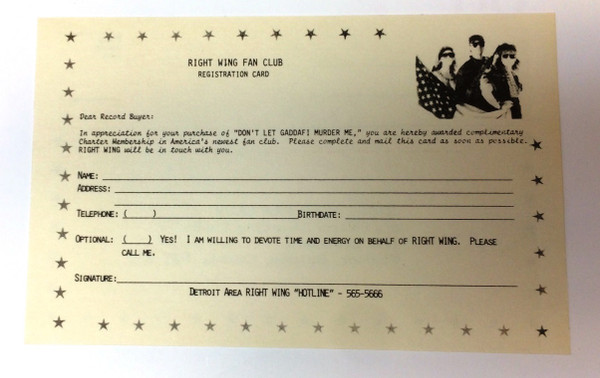 RIGHT WING FAN CLUB
REGISTRATION CARD
Dear Record Buyer:
In appreciation for your purchase of "DON'T LET GADDAFI MURDER ME," you are hereby awarded complimentary
Charter Membership in America's newest fan club. Please complete and mail this card as soon as possible.
RIGHT WING will be in touch with you.
NAME:
ADDRESS:
TELEPHONE: ( ) BIRTHDATE:
OPTIONAL: ( ) YES! I AM WILLING TO DEVOTE TIME AND ENERGY ON BEHALF OF RIGHT WING. PLEASE
CALL ME.
SIGNATURE:
DETROIT AREA RIGHT WING "HOTLINE" - 565-5666